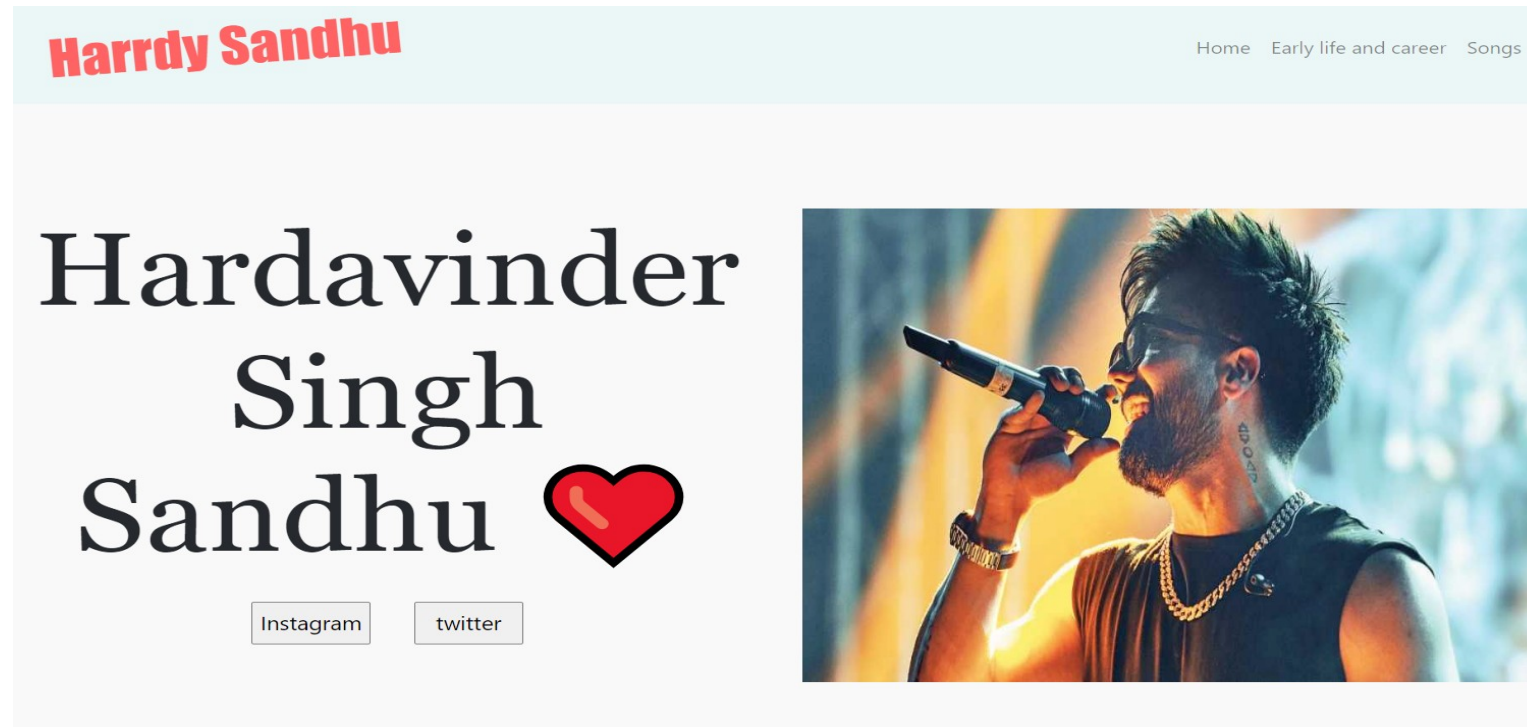 Harrdy Sandhu
Home Early life and career Songs
Hardavinder
Singh
Sandhu
Instagram twitter